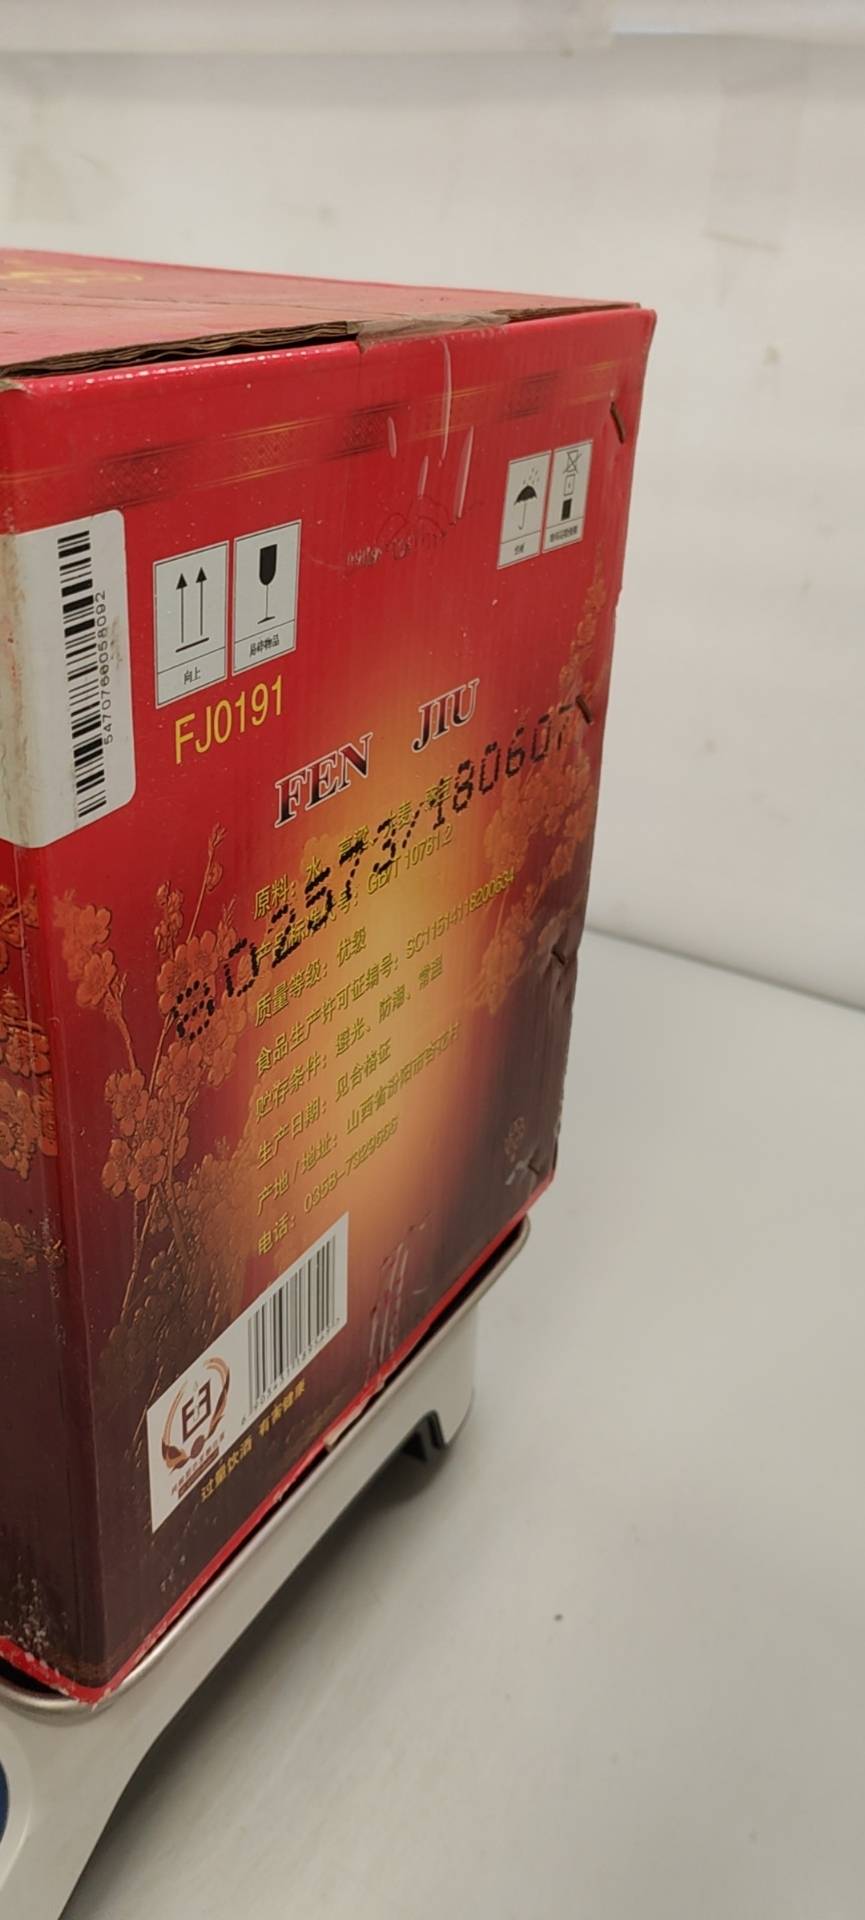 5470766058092
向上
易碎物品
FJ0191
FEN JIU
原料：水、高粱、大麦、豌豆
产品标准代号：GB/T 10781.2
质量等级：优级
食品生产许可证编号：SC11514118200634
贮存条件：避光、防潮、常温
生产日期：见合格证
产地/地址：山西省汾阳市杏花村
电话：0358-7329666
过量饮酒 有害健康